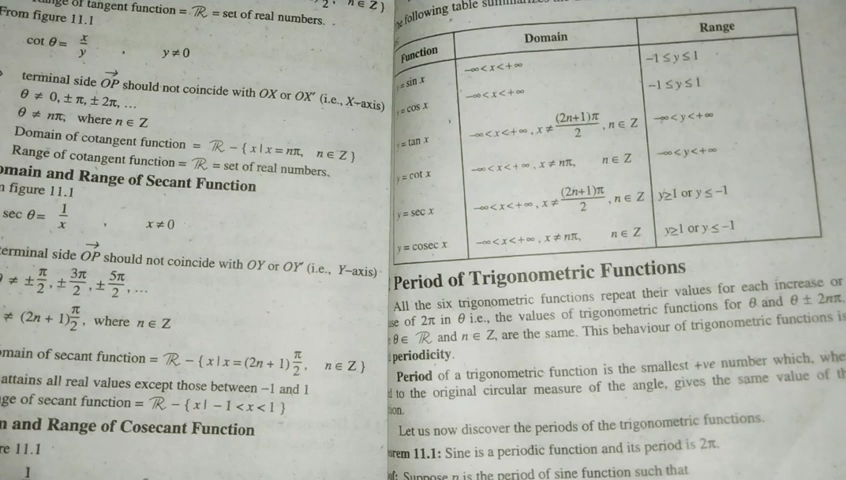 of tangent function = R = set of real numbers.
From figure 11.1
cot θ = x/y , y ≠ 0
terminal side OP should not coincide with OX or OX′ (i.e., X–axis)
θ ≠ 0, ± π, ± 2π, ...
θ ≠ nπ, where n ∈ Z
Domain of cotangent function = R – { x | x = nπ, n ∈ Z }
Range of cotangent function = R = set of real numbers.
and Range of Secant Function
figure 11.1
sec θ = 1/x , x ≠ 0
terminal side OP should not coincide with OY or OY′ (i.e., Y–axis)
≠ ± π/2, ± 3π/2, ± 5π/2, ...
≠ (2n + 1) π/2, where n ∈ Z
of secant function = R – { x | x = (2n + 1) π/2, n ∈ Z }
attains all real values except those between –1 and 1
of secant function = R – { x | – 1 < x < 1 }
and Range of Cosecant Function
11.1
1
2, n ∈ Z }
following table
Function Domain Range
= sin x –∞ < x < +∞ –1 ≤ y ≤ 1
= cos x –∞ < x < +∞ –1 ≤ y ≤ 1
= tan x –∞ < x < +∞ , x ≠ (2n+1)π/2 , n ∈ Z –∞ < y < +∞
= cot x –∞ < x < +∞ , x ≠ nπ, n ∈ Z –∞ < y < +∞
y = sec x –∞ < x < +∞ , x ≠ (2n+1)π/2 , n ∈ Z y ≥ 1 or y ≤ –1
y = cosec x –∞ < x < +∞ , x ≠ nπ, n ∈ Z y ≥ 1 or y ≤ –1
Period of Trigonometric Functions
All the six trigonometric functions repeat their values for each increase or
of 2π in θ i.e., the values of trigonometric functions for θ and θ ± 2nπ,
θ ∈ R and n ∈ Z, are the same. This behaviour of trigonometric functions is
periodicity.
Period of a trigonometric function is the smallest +ve number which,
to the original circular measure of the angle, gives the same value of
Let us now discover the periods of the trigonometric functions.
11.1: Sine is a periodic function and its period is 2π.
Suppose p is the period of sine function such that